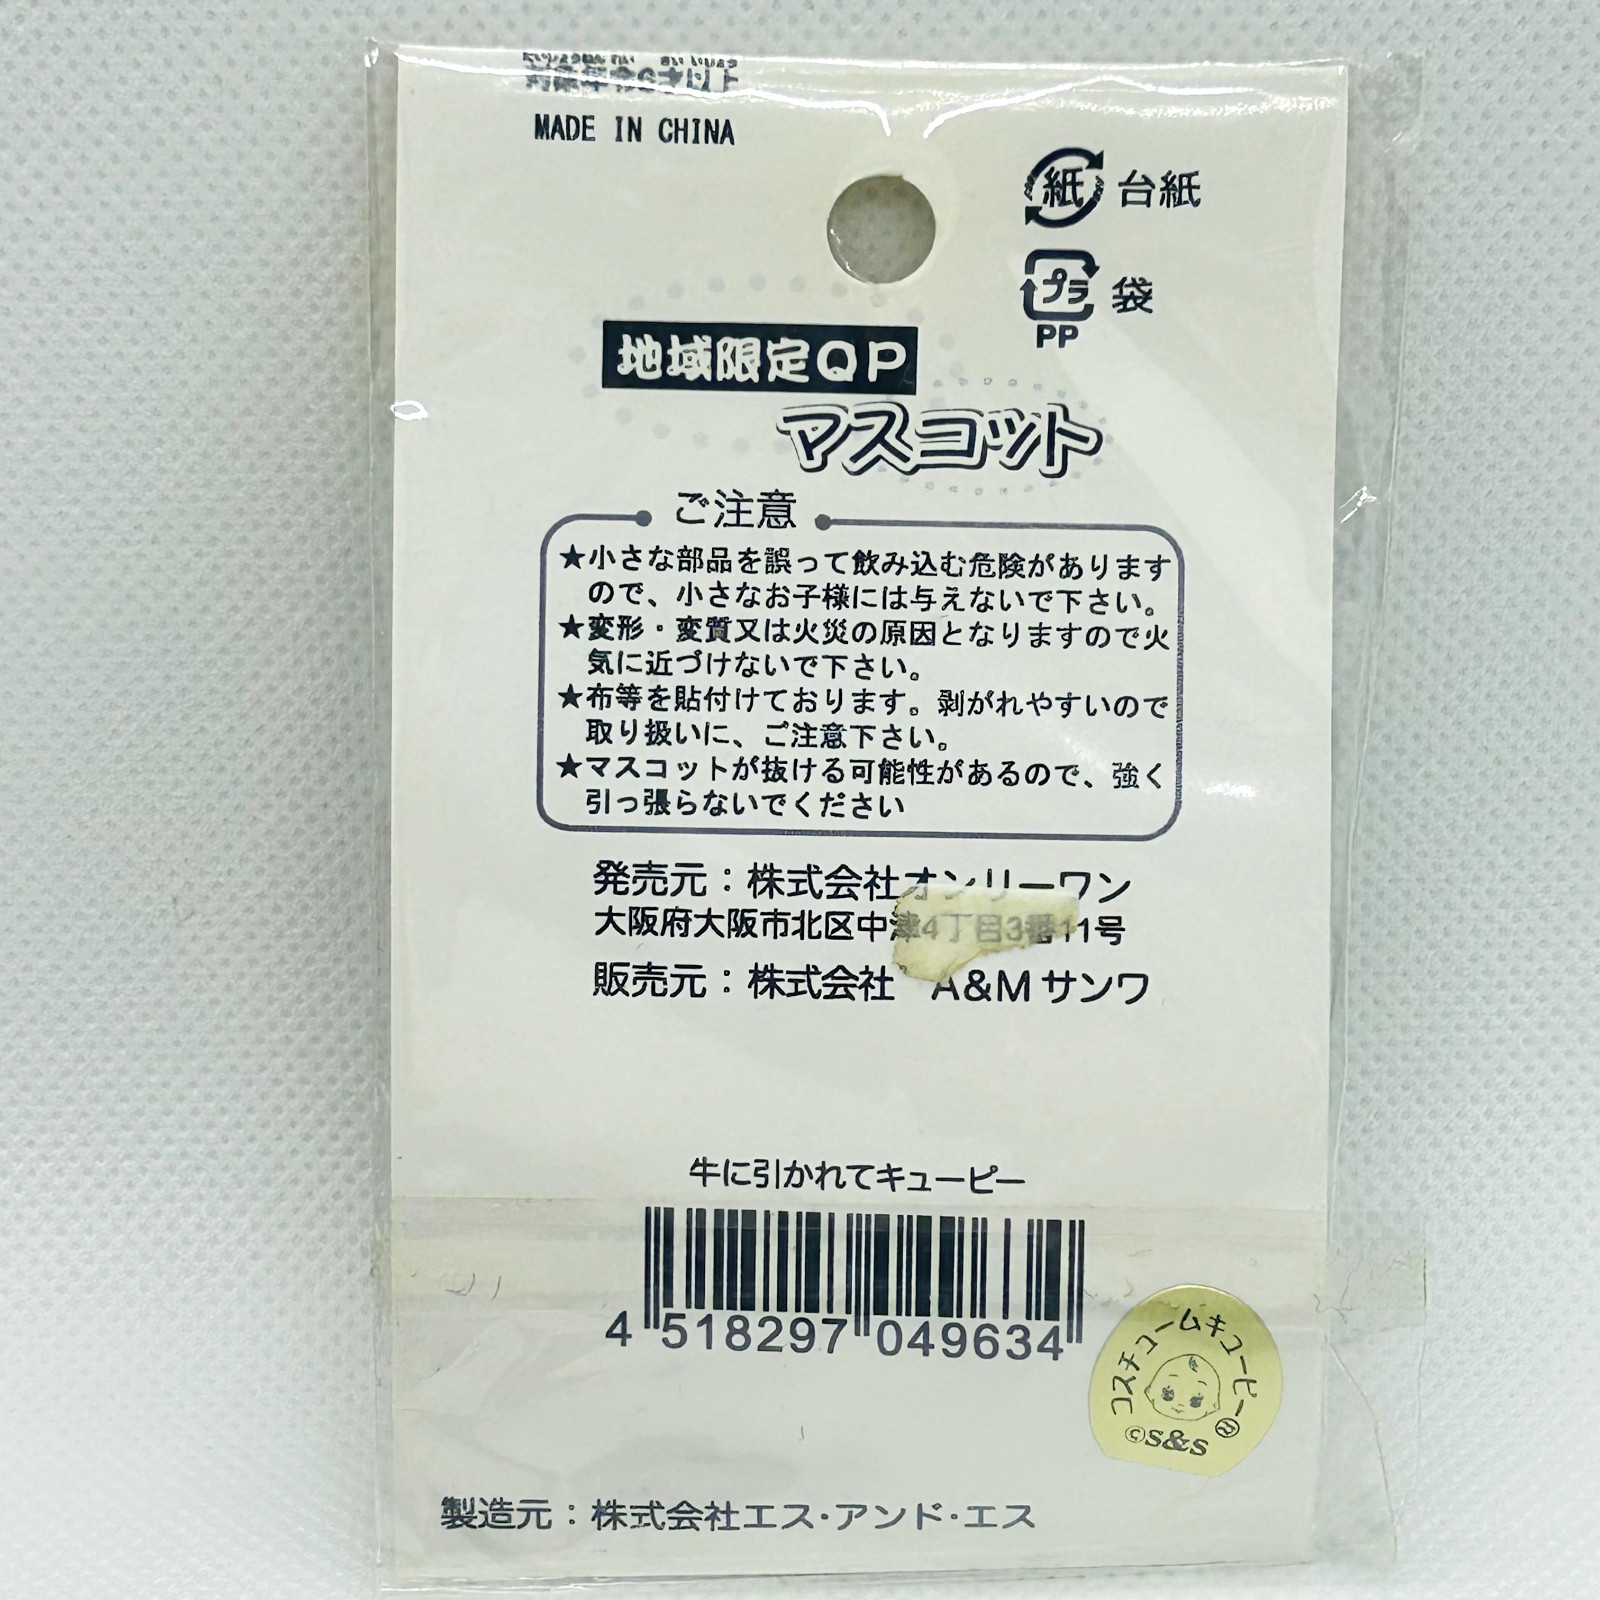 対象年令6才以上
MADE IN CHINA
紙 台紙
プラ 袋
PP
地域限定QP
マスコット
ご注意
★小さな部品を誤って飲み込む危険があります
ので、小さなお子様には与えないで下さい。
★変形・変質又は火災の原因となりますので火
気に近づけないで下さい。
★布等を貼付けております。剥がれやすいので
取り扱いに、ご注意下さい。
★マスコットが抜ける可能性があるので、強く
引っ張らないでください
発売元：株式会社オンリーワン
大阪府大阪市北区中津4丁目3番11号
販売元：株式会社 A&Mサンワ
牛に引かれてキューピー
4 518297 049634
コスチュームキューピー®
©S&S
製造元：株式会社エス・アンド・エス